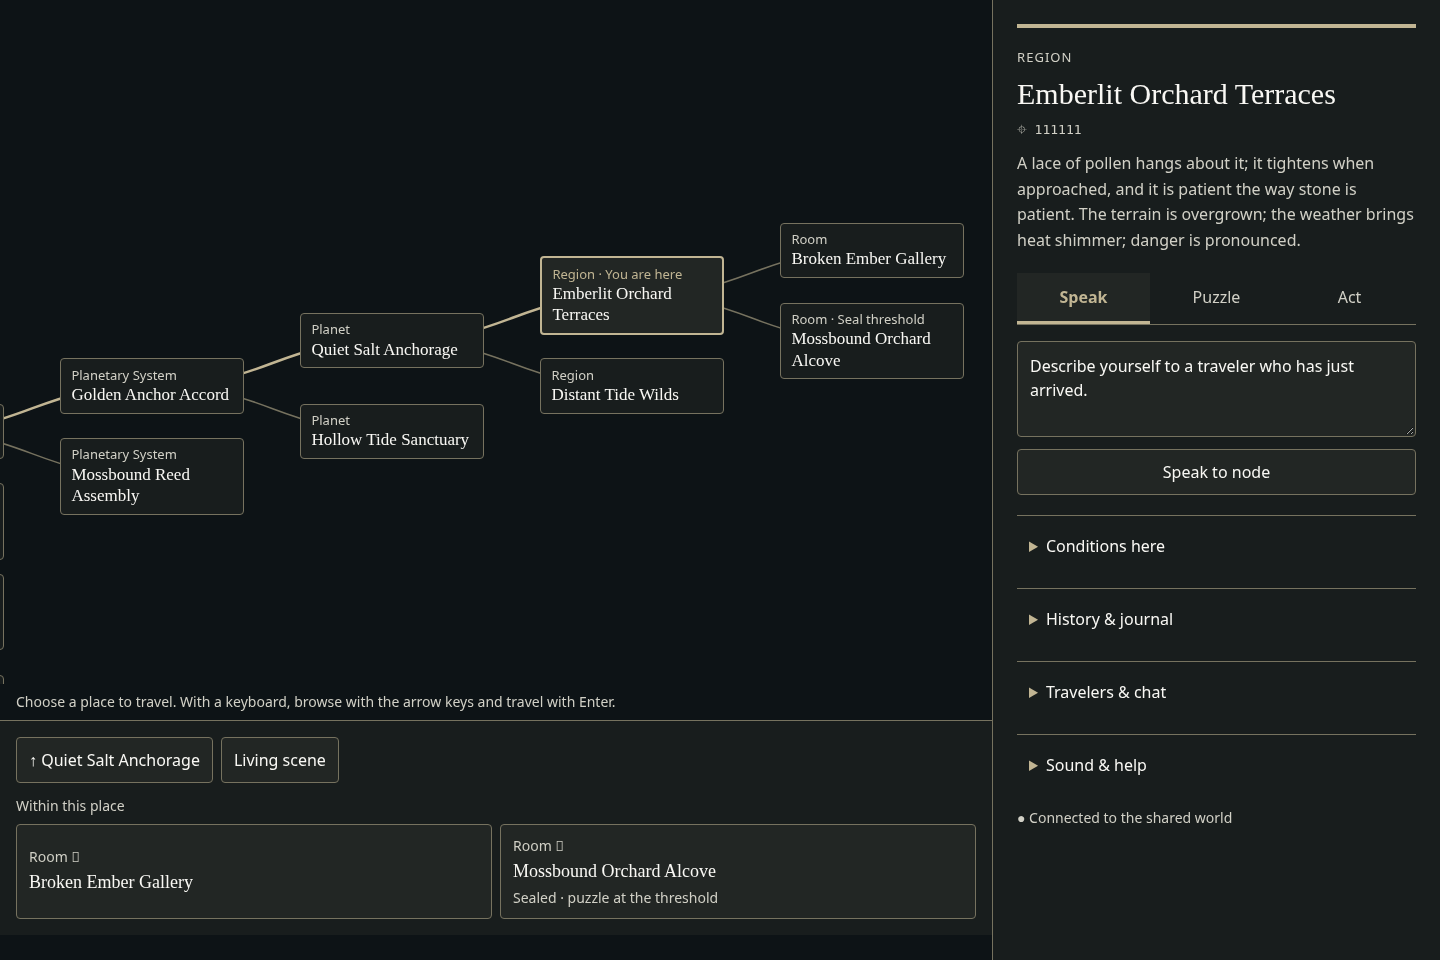 Planetary System
Golden Anchor Accord
Planetary System
Mossbound Reed
Assembly
Planet
Quiet Salt Anchorage
Planet
Hollow Tide Sanctuary
Region · You are here
Emberlit Orchard
Terraces
Region
Distant Tide Wilds
Room
Broken Ember Gallery
Room · Seal threshold
Mossbound Orchard
Alcove
Choose a place to travel. With a keyboard, browse with the arrow keys and travel with Enter.
↑ Quiet Salt Anchorage
Living scene
Within this place
Room
Broken Ember Gallery
Room
Mossbound Orchard Alcove
Sealed · puzzle at the threshold
REGION
Emberlit Orchard Terraces
⌖ 111111
A lace of pollen hangs about it; it tightens when
approached, and it is patient the way stone is
patient. The terrain is overgrown; the weather brings
heat shimmer; danger is pronounced.
Speak
Puzzle
Act
Describe yourself to a traveler who has just
arrived.
Speak to node
▶ Conditions here
▶ History & journal
▶ Travelers & chat
▶ Sound & help
● Connected to the shared world